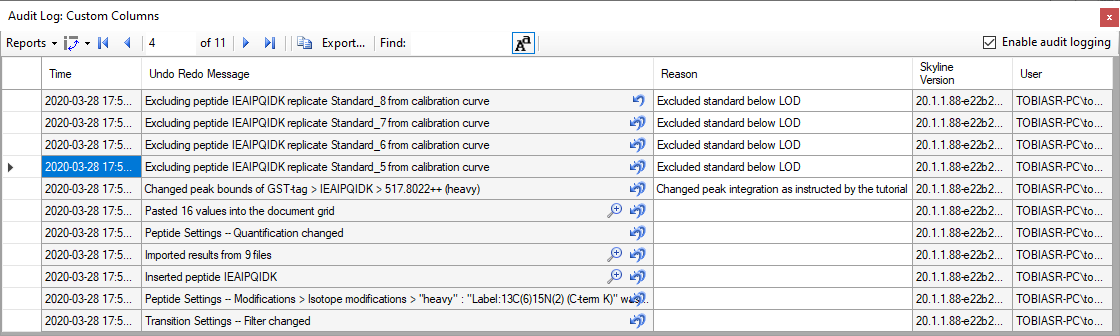 Audit Log: Custom Columns
Reports 4 of 11 Export... Find: Aa Enable audit logging
Time Undo Redo Message Reason Skyline Version User
2020-03-28 17:5... Excluding peptide IEAIPQIDK replicate Standard_8 from calibration curve Excluded standard below LOD 20.1.1.88-e22b2... TOBIASR-PC\to...
2020-03-28 17:5... Excluding peptide IEAIPQIDK replicate Standard_7 from calibration curve Excluded standard below LOD 20.1.1.88-e22b2... TOBIASR-PC\to...
2020-03-28 17:5... Excluding peptide IEAIPQIDK replicate Standard_6 from calibration curve Excluded standard below LOD 20.1.1.88-e22b2... TOBIASR-PC\to...
2020-03-28 17:5... Excluding peptide IEAIPQIDK replicate Standard_5 from calibration curve Excluded standard below LOD 20.1.1.88-e22b2... TOBIASR-PC\to...
2020-03-28 17:5... Changed peak bounds of GST-tag > IEAIPQIDK > 517.8022++ (heavy) Changed peak integration as instructed by the tutorial 20.1.1.88-e22b2... TOBIASR-PC\to...
2020-03-28 17:5... Pasted 16 values into the document grid 20.1.1.88-e22b2... TOBIASR-PC\to...
2020-03-28 17:5... Peptide Settings -- Quantification changed 20.1.1.88-e22b2... TOBIASR-PC\to...
2020-03-28 17:5... Imported results from 9 files 20.1.1.88-e22b2... TOBIASR-PC\to...
2020-03-28 17:5... Inserted peptide IEAIPQIDK 20.1.1.88-e22b2... TOBIASR-PC\to...
2020-03-28 17:5... Peptide Settings -- Modifications > Isotope modifications > "heavy" : "Label:13C(6)15N(2) (C-term K)" was... 20.1.1.88-e22b2... TOBIASR-PC\to...
2020-03-28 17:5... Transition Settings -- Filter changed 20.1.1.88-e22b2... TOBIASR-PC\to...